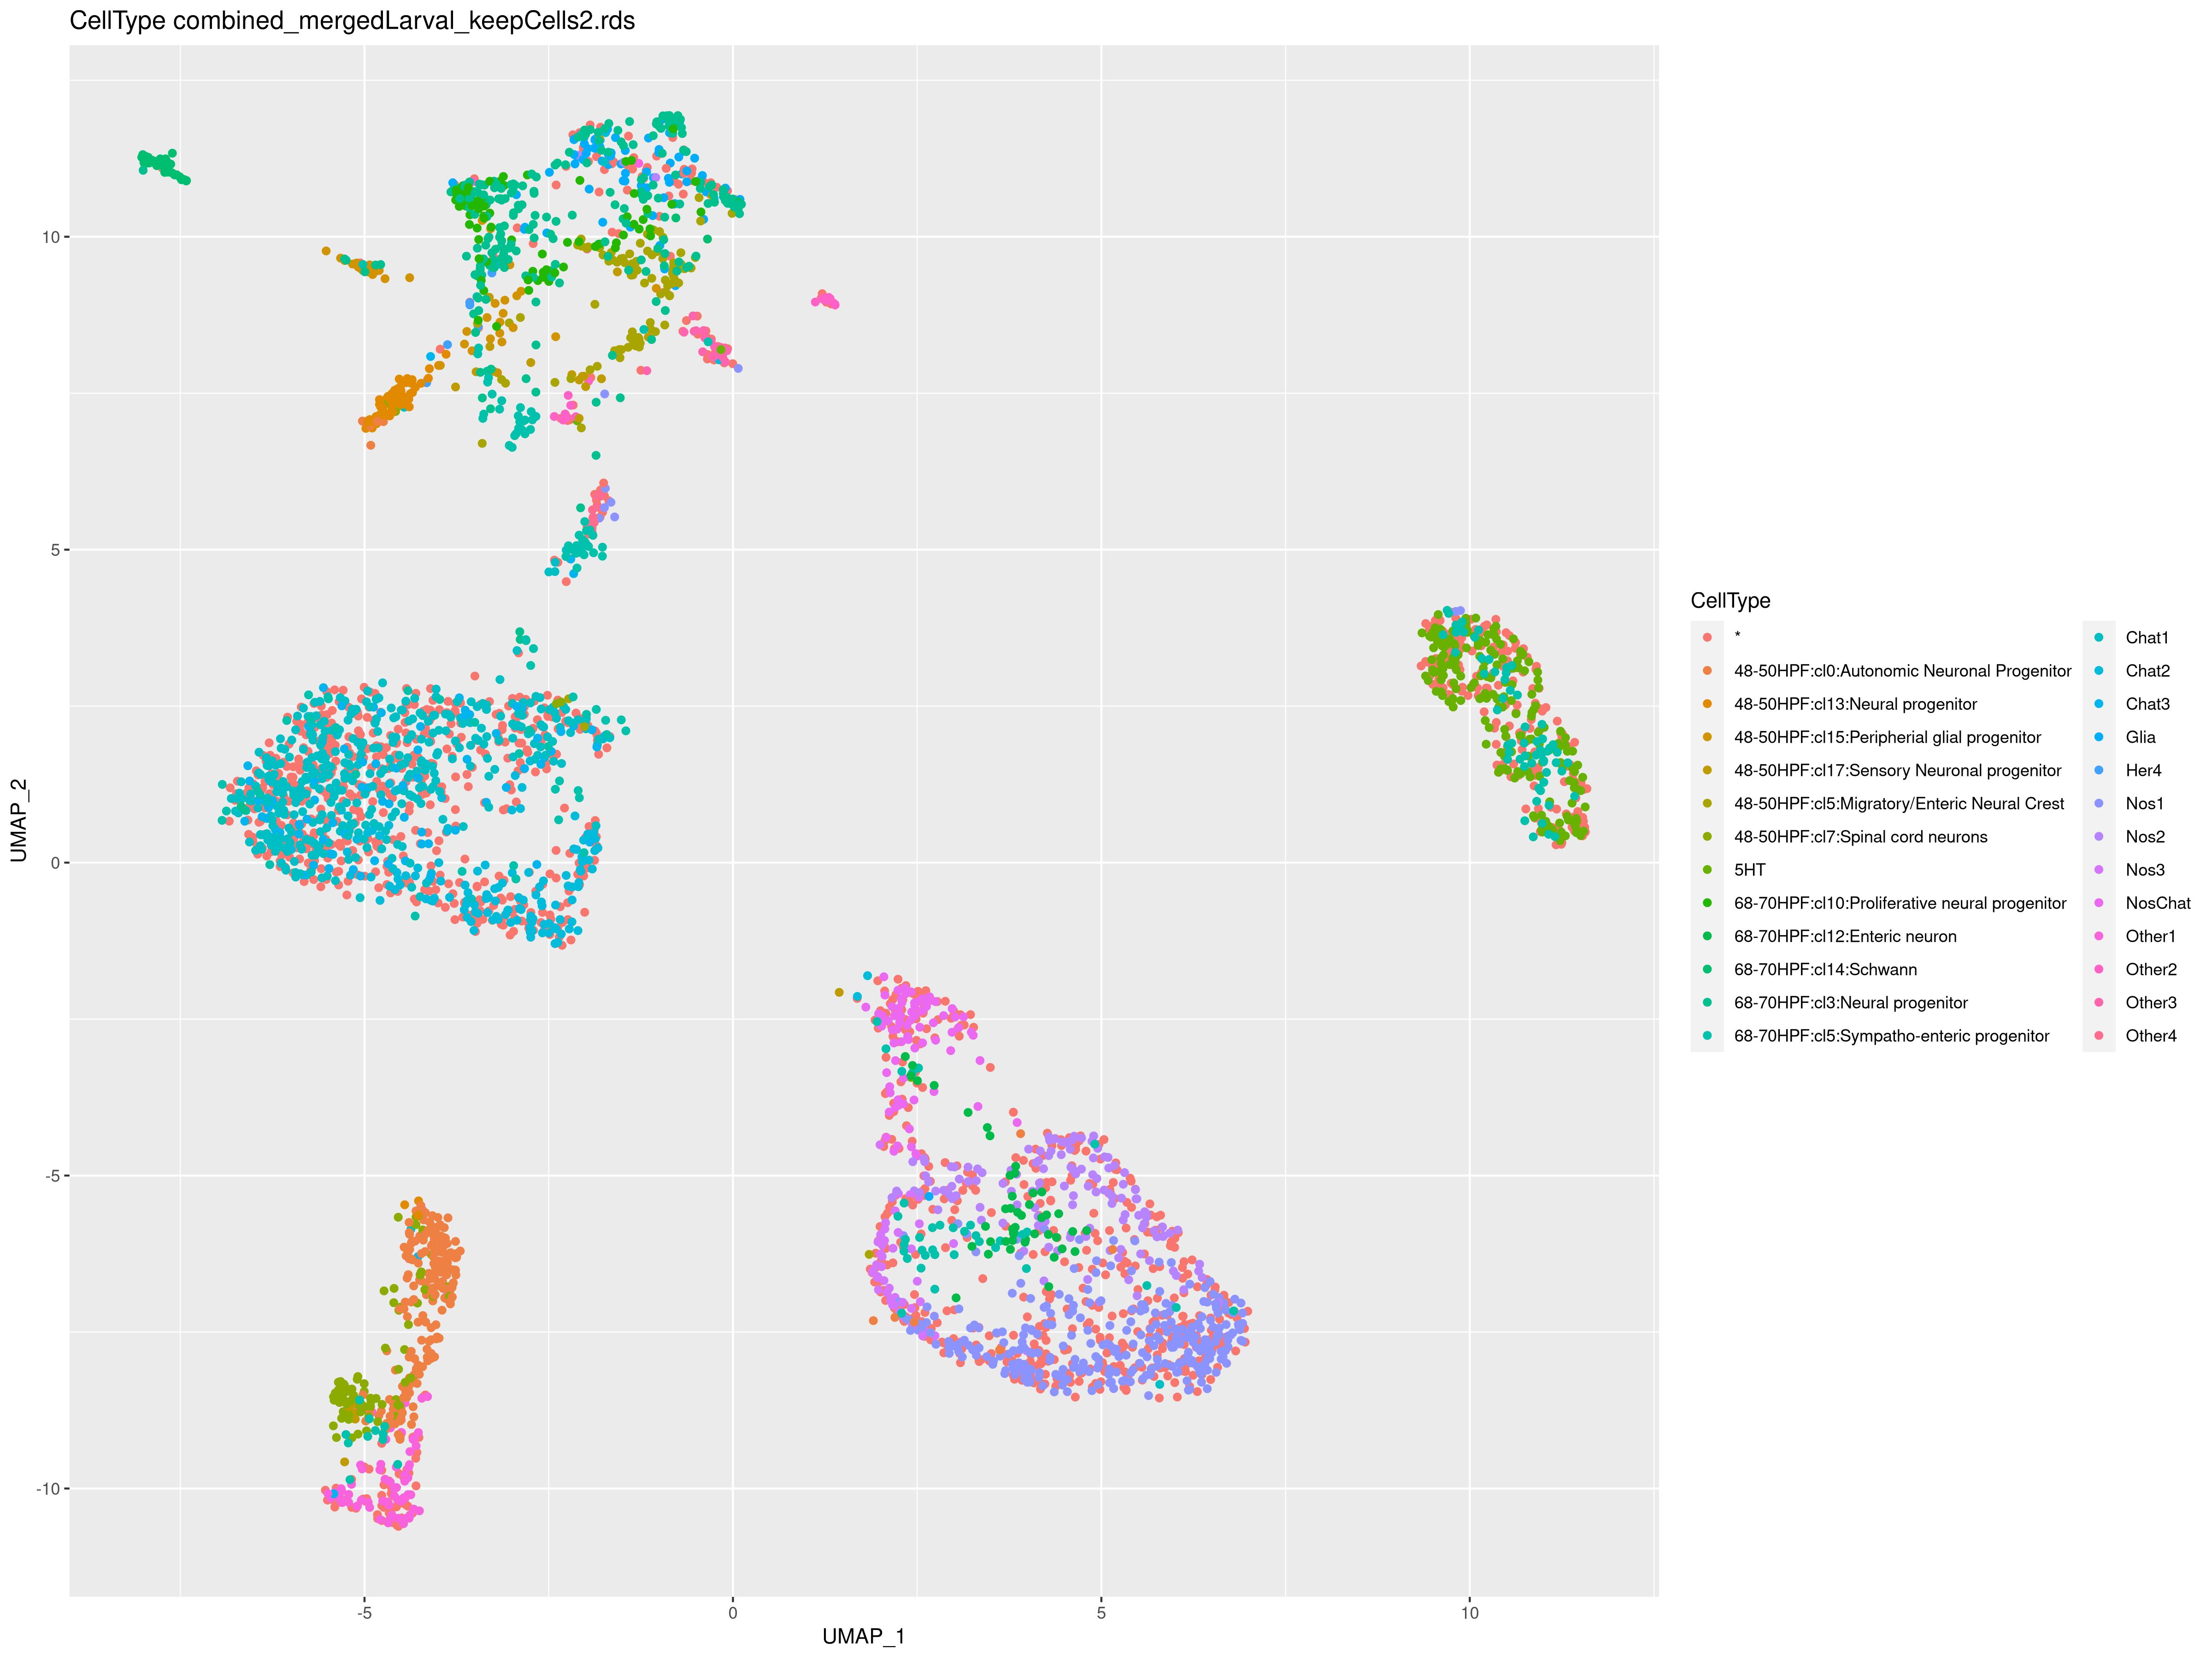 CellType combined_mergedLarval_keepCells2.rds
10
5
0
-5
-10
UMAP_2
-5
0
5
10
UMAP_1
CellType
*
48-50HPF:cl0:Autonomic Neuronal Progenitor
48-50HPF:cl13:Neural progenitor
48-50HPF:cl15:Peripherial glial progenitor
48-50HPF:cl17:Sensory Neuronal progenitor
48-50HPF:cl5:Migratory/Enteric Neural Crest
48-50HPF:cl7:Spinal cord neurons
5HT
68-70HPF:cl10:Proliferative neural progenitor
68-70HPF:cl12:Enteric neuron
68-70HPF:cl14:Schwann
68-70HPF:cl3:Neural progenitor
68-70HPF:cl5:Sympatho-enteric progenitor
Chat1
Chat2
Chat3
Glia
Her4
Nos1
Nos2
Nos3
NosChat
Other1
Other2
Other3
Other4